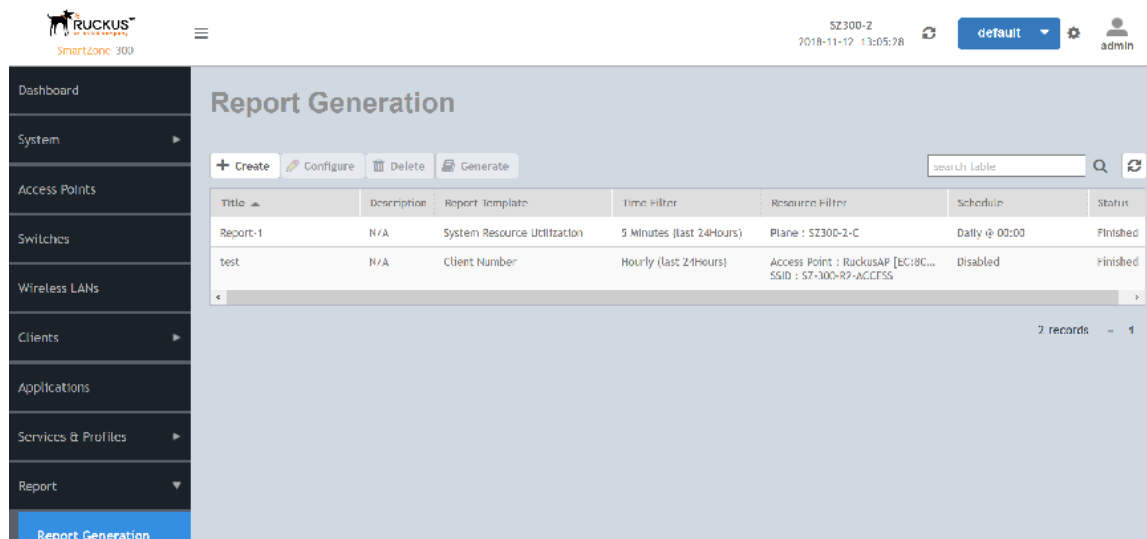 RUCKUS
SmartZone 300
SZ300-2
2018-11-12 13:05:28
default
admin
Dashboard
System
Access Points
Switches
Wireless LANs
Clients
Applications
Services & Profiles
Report
Report Generation
Report Generation
Create
Configure
Delete
Generate
search table
Title Description Report Template Time Filter Resource Filter Schedule Status
Report-1 N/A System Resource Utilization 5 Minutes (last 24Hours) Plane : SZ300-2-C Daily @ 00:00 Finished
test N/A Client Number Hourly (last 24Hours) Access Point : RuckusAP [EC:8C... Disabled Finished
SSID : SZ-300-R2-ACCESS
2 records - 1